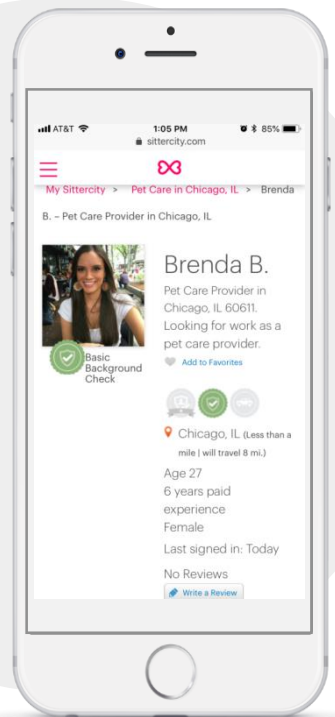 AT&T 1:05 PM 85%
sittercity.com
My Sittercity > Pet Care in Chicago, IL > Brenda
B. – Pet Care Provider in Chicago, IL
Brenda B.
Pet Care Provider in
Chicago, IL 60611.
Looking for work as a
pet care provider.
Add to Favorites
Basic
Background
Check
Chicago, IL (Less than a
mile | will travel 8 mi.)
Age 27
6 years paid
experience
Female
Last signed in: Today
No Reviews
Write a Review